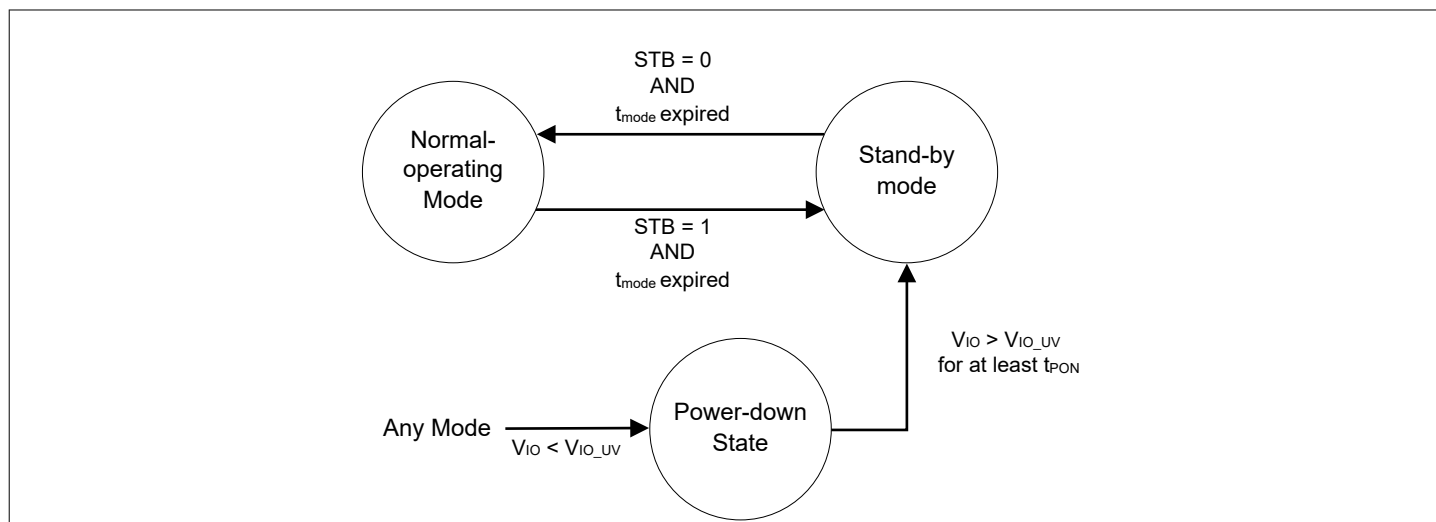 STB = 0
AND
tmode expired
Normal-
operating
Mode
Stand-by
mode
STB = 1
AND
tmode expired
VIO > VIO_UV
for at least tPON
Any Mode
VIO < VIO_UV
Power-down
State